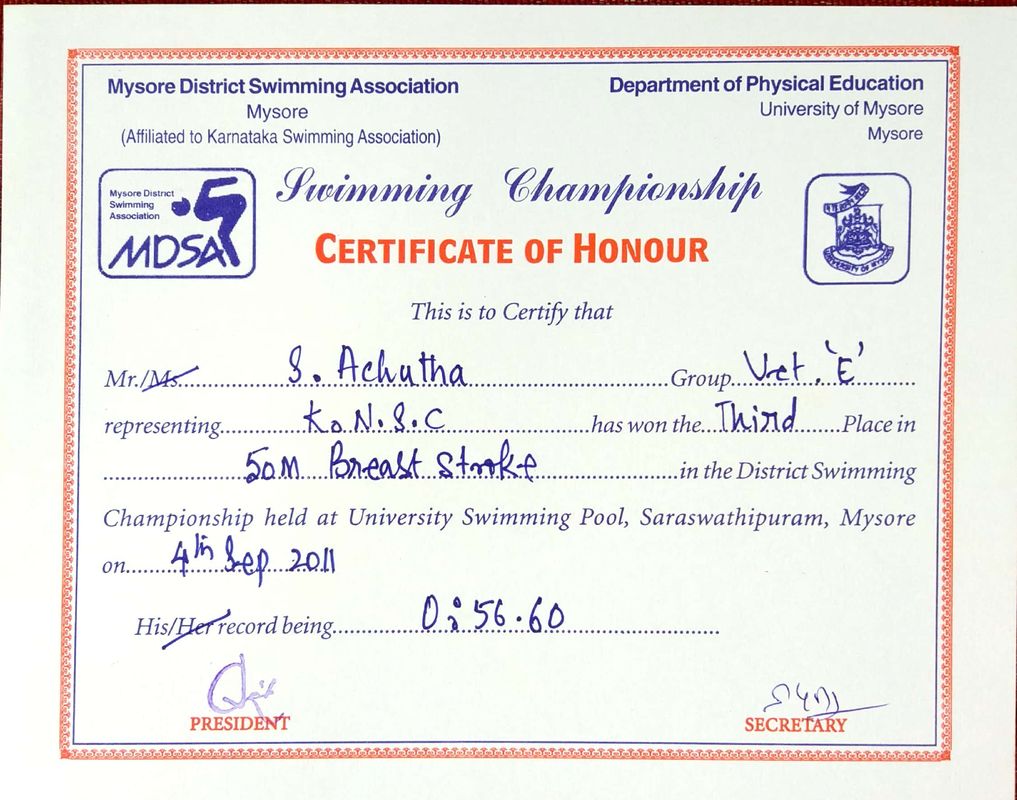 Mysore District Swimming Association
Mysore
(Affiliated to Karnataka Swimming Association)
Department of Physical Education
University of Mysore
Mysore
Mysore District
Swimming
Association
MDSA
Swimming Championship
UNIVERSITY OF MYSORE
CERTIFICATE OF HONOUR
This is to Certify that
Mr./Ms. S. Achutha Group Vet. 'E'
representing K.N.S.C has won the Third Place in
50M Breast Stroke in the District Swimming
Championship held at University Swimming Pool, Saraswathipuram, Mysore
on 4th Sep 2011
His/Her record being 0:56.60
PRESIDENT
SECRETARY